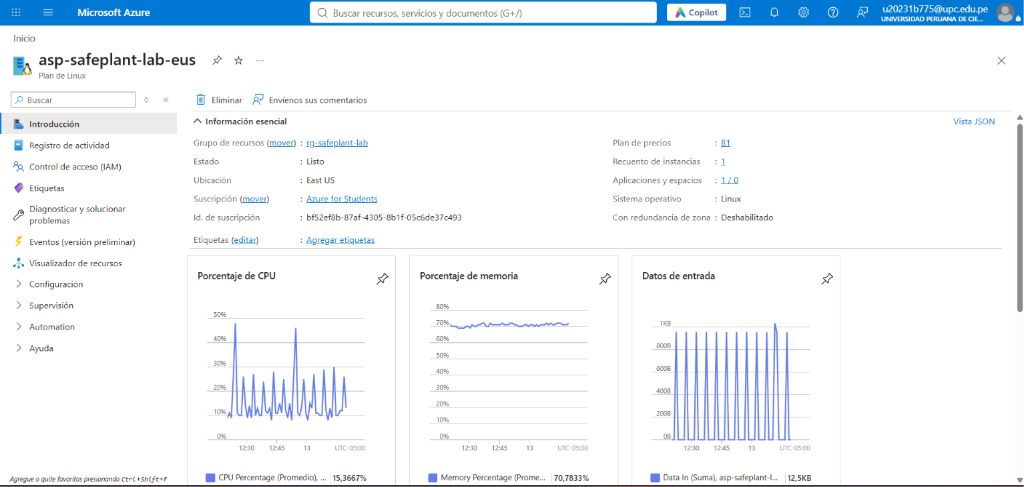 Microsoft Azure
Buscar recursos, servicios y documentos (G+/)
Copilot
u20231b775@upc.edu.pe
UNIVERSIDAD PERUANA DE CIE...
Inicio
asp-safeplant-lab-eus
Plan de Linux
Buscar
Introducción
Registro de actividad
Control de acceso (IAM)
Etiquetas
Diagnosticar y solucionar
problemas
Eventos (versión preliminar)
Visualizador de recursos
Configuración
Supervisión
Automation
Ayuda
Agregue o quite favoritos presionando Ctrl+Shift+F
Eliminar
Envíenos sus comentarios
Información esencial
Vista JSON
Grupo de recursos (mover) : rg-safeplant-lab
Estado : Listo
Ubicación : East US
Suscripción (mover) : Azure for Students
Id. de suscripción : bf52ef8b-87af-4305-8b1f-05c6de37c493
Etiquetas (editar) : Agregar etiquetas
Plan de precios : B1
Recuento de instancias : 1
Aplicaciones y espacios : 1 / 0
Sistema operativo : Linux
Con redundancia de zona : Deshabilitado
Porcentaje de CPU
50%
40%
30%
20%
10%
0%
12:30 12:45 13 UTC-05:00
CPU Percentage (Promedio), ... 15,3667%
Porcentaje de memoria
80%
70%
60%
50%
40%
30%
20%
10%
0%
12:30 12:45 13 UTC-05:00
Memory Percentage (Prome... 70,7833%
Datos de entrada
1KB
800B
600B
400B
200B
0B
12:30 12:45 13 UTC-05:00
Data In (Suma), asp-safeplant-l... 12,5KB